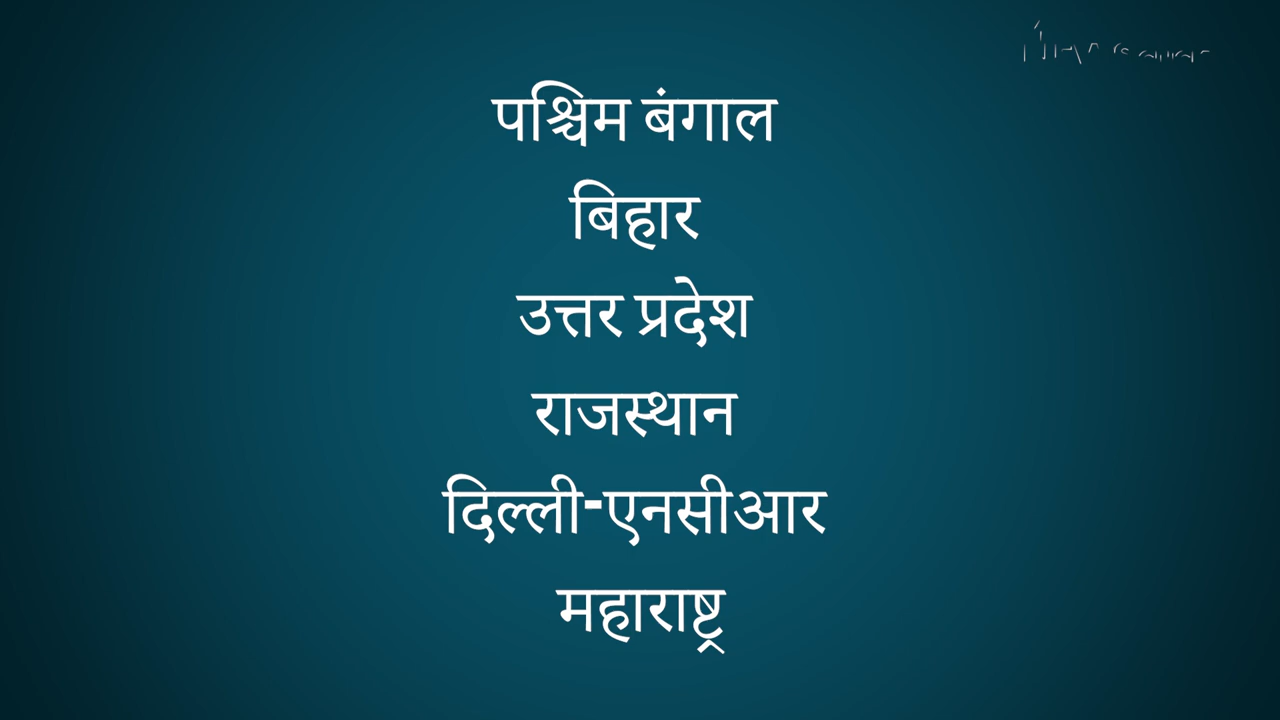 पश्चिम बंगाल
बिहार
उत्तर प्रदेश
राजस्थान
दिल्ली-एनसीआर
महाराष्ट्र